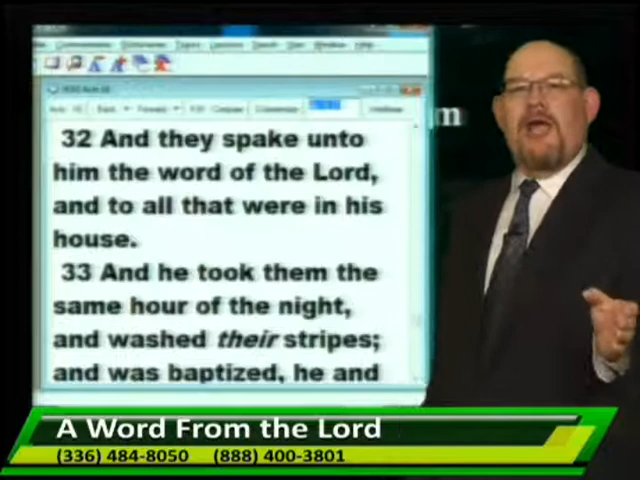 32 And they spake unto
him the word of the Lord,
and to all that were in his
house.
33 And he took them the
same hour of the night,
and washed their stripes;
and was baptized, he and
m
A Word From the Lord
(336) 484-8050 (888) 400-3801